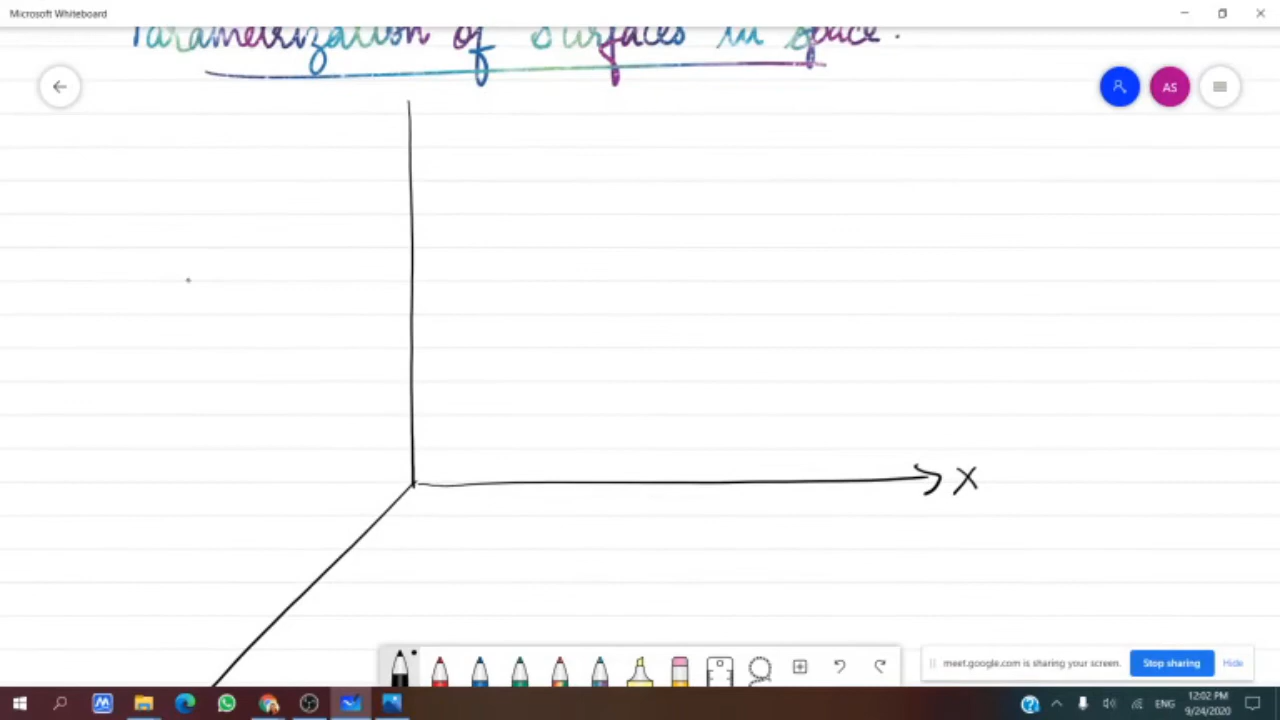 Microsoft Whiteboard
Parametrization of Surfaces in space.
AS
X
meet.google.com is sharing your screen.
Stop sharing
Hide
ENG
12:02 PM
9/24/2020